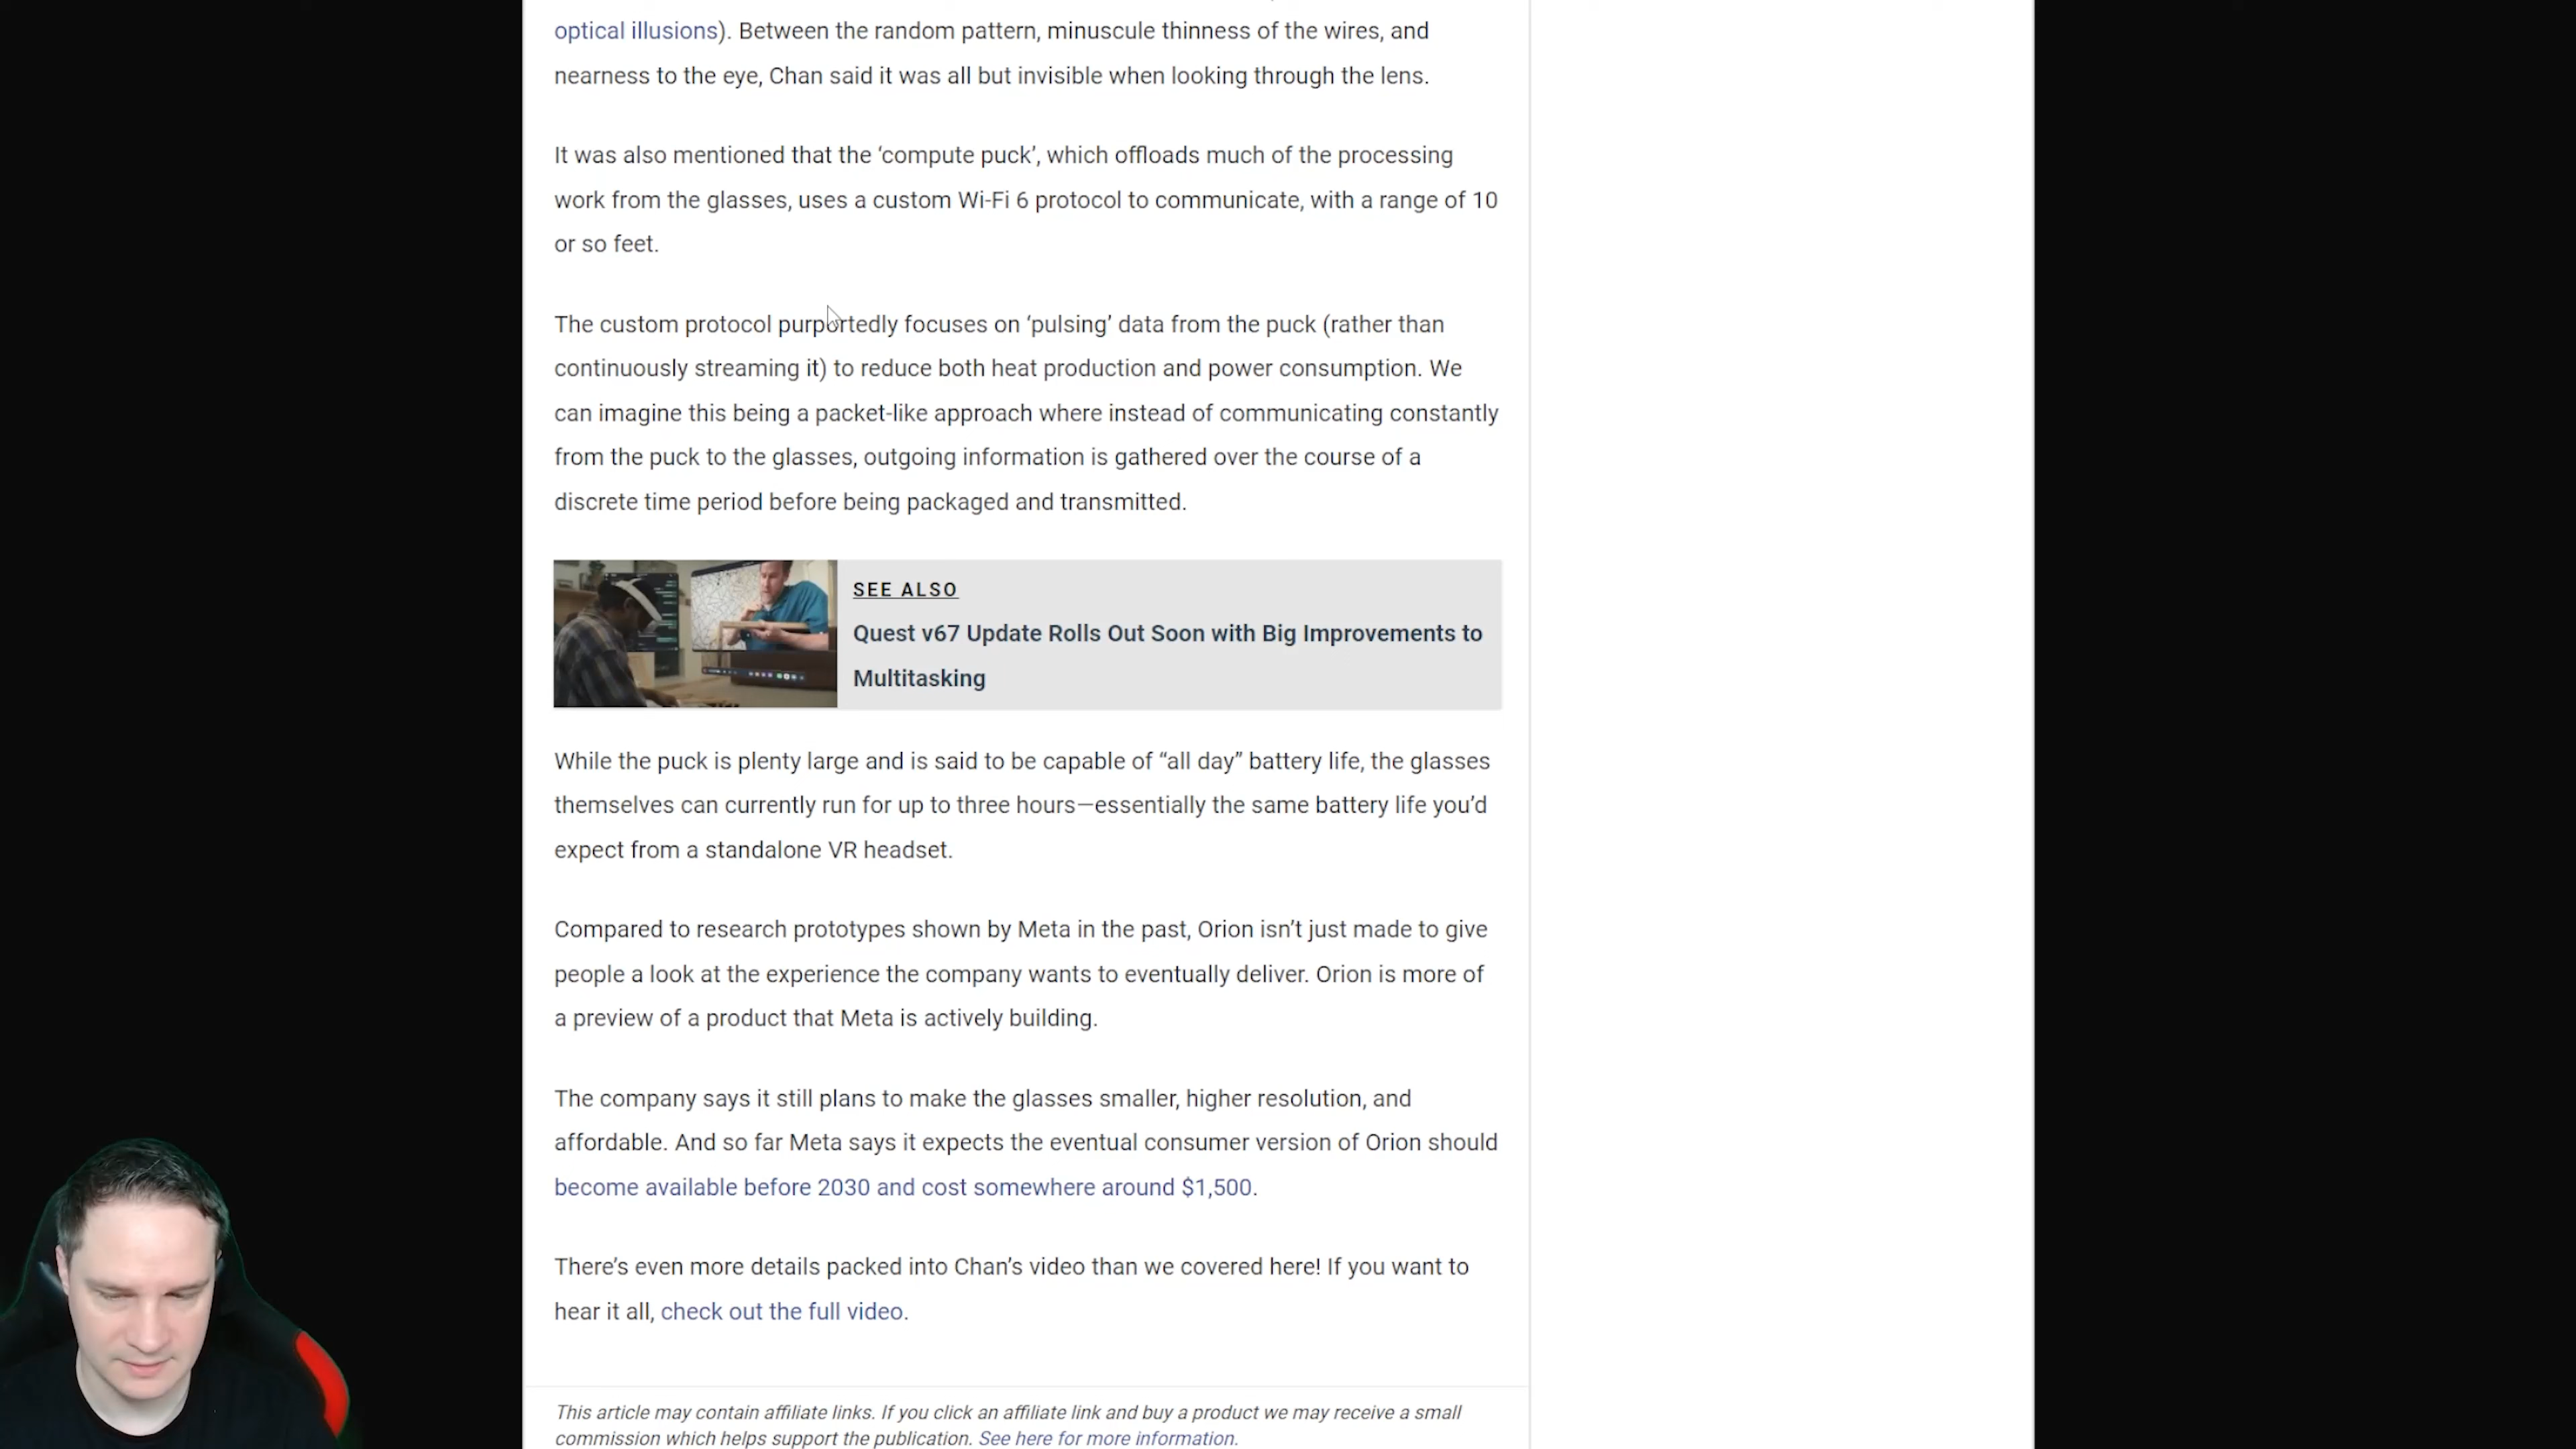 optical illusions). Between the random pattern, minuscule thinness of the wires, and
nearness to the eye, Chan said it was all but invisible when looking through the lens.
It was also mentioned that the ‘compute puck’, which offloads much of the processing
work from the glasses, uses a custom Wi-Fi 6 protocol to communicate, with a range of 10
or so feet.
The custom protocol purportedly focuses on ‘pulsing’ data from the puck (rather than
continuously streaming it) to reduce both heat production and power consumption. We
can imagine this being a packet-like approach where instead of communicating constantly
from the puck to the glasses, outgoing information is gathered over the course of a
discrete time period before being packaged and transmitted.
SEE ALSO
Quest v67 Update Rolls Out Soon with Big Improvements to
Multitasking
While the puck is plenty large and is said to be capable of “all day” battery life, the glasses
themselves can currently run for up to three hours—essentially the same battery life you’d
expect from a standalone VR headset.
Compared to research prototypes shown by Meta in the past, Orion isn’t just made to give
people a look at the experience the company wants to eventually deliver. Orion is more of
a preview of a product that Meta is actively building.
The company says it still plans to make the glasses smaller, higher resolution, and
affordable. And so far Meta says it expects the eventual consumer version of Orion should
become available before 2030 and cost somewhere around $1,500.
There’s even more details packed into Chan’s video than we covered here! If you want to
hear it all, check out the full video.
This article may contain affiliate links. If you click an affiliate link and buy a product we may receive a small
commission which helps support the publication. See here for more information.